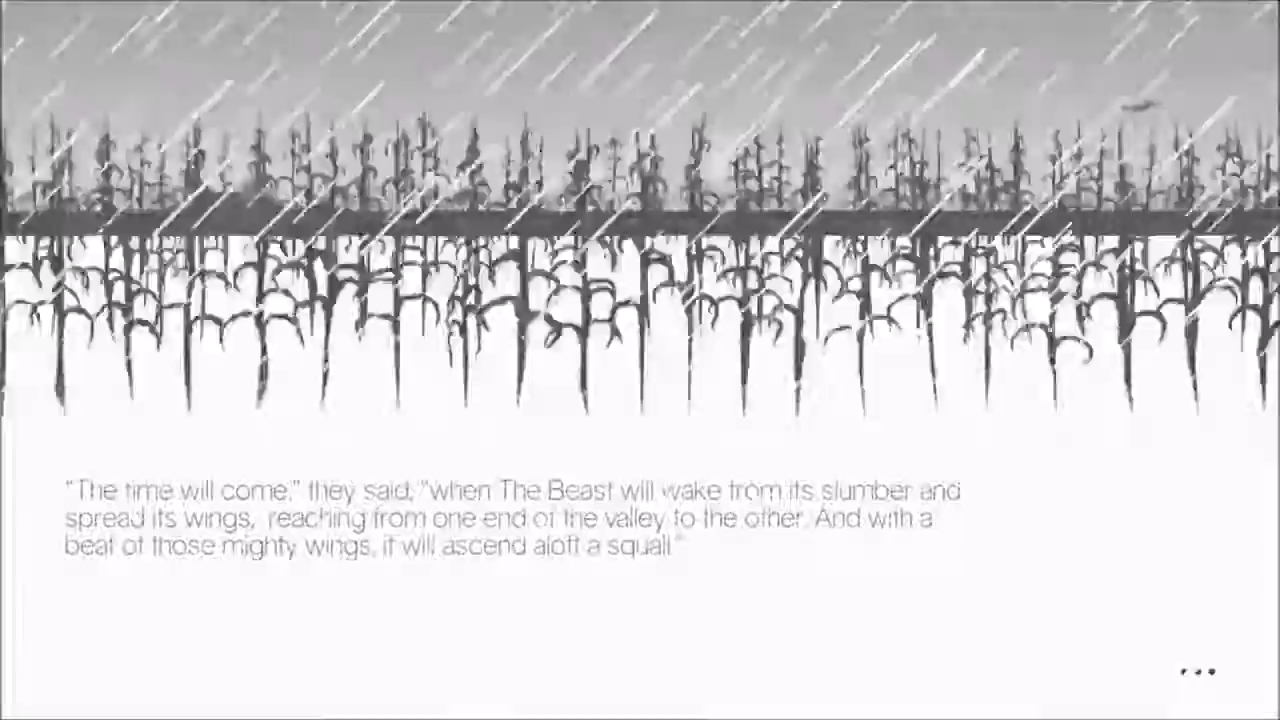 "The time will come," they said, "when The Beast will wake from its slumber and
spread its wings, reaching from one end of the valley to the other. And with a
beat of those mighty wings, it will ascend aloft a squall."
...